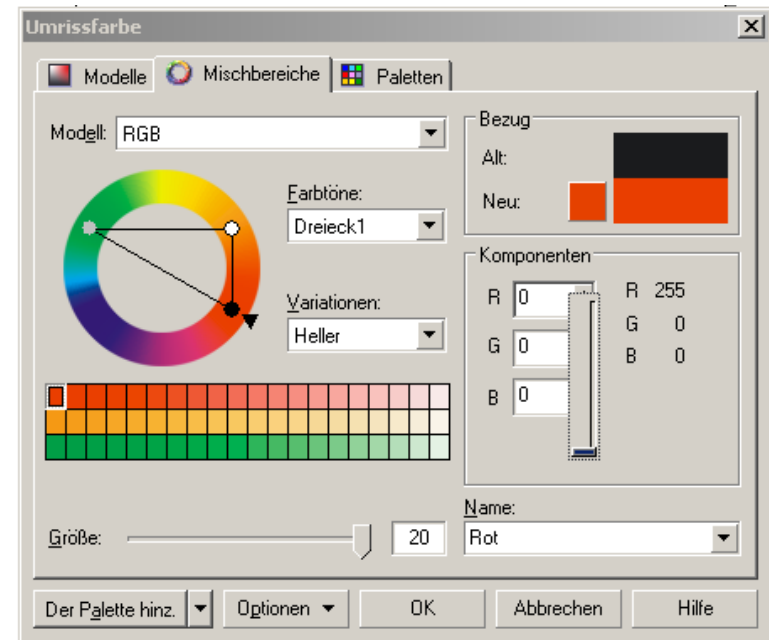 Umrissfarbe
Modelle Mischbereiche Paletten
Modell: RGB
Farbtöne:
Dreieck1
Variationen:
Heller
Größe: 20
Bezug
Alt:
Neu:
Komponenten
R 0 R 255
G 0 G 0
B 0 B 0
Name:
Rot
Der Palette hinz. Optionen OK Abbrechen Hilfe